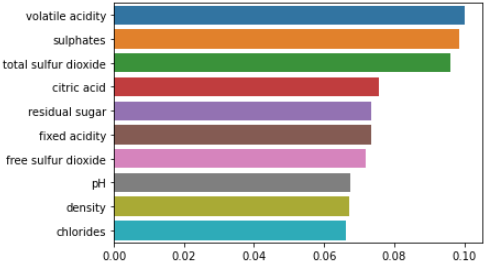 volatile acidity
sulphates
total sulfur dioxide
citric acid
residual sugar
fixed acidity
free sulfur dioxide
pH
density
chlorides
0.00 0.02 0.04 0.06 0.08 0.10